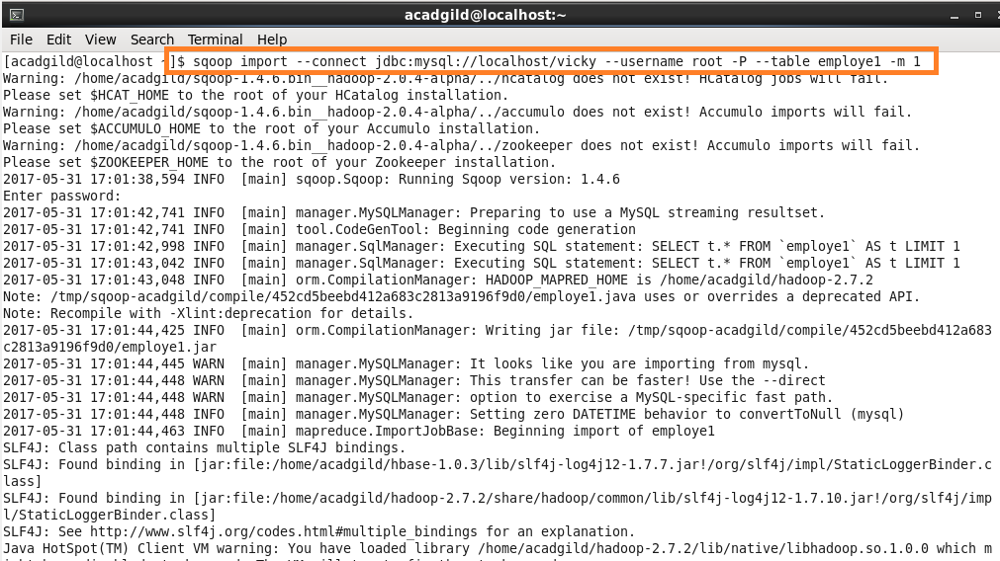 acadgild@localhost:~
File Edit View Search Terminal Help
[acadgild@localhost ~]$ sqoop import --connect jdbc:mysql://localhost/vicky --username root -P --table employe1 -m 1
Warning: /home/acadgild/sqoop-1.4.6.bin__hadoop-2.0.4-alpha/../hcatalog does not exist! HCatalog jobs will fail.
Please set $HCAT_HOME to the root of your HCatalog installation.
Warning: /home/acadgild/sqoop-1.4.6.bin__hadoop-2.0.4-alpha/../accumulo does not exist! Accumulo imports will fail.
Please set $ACCUMULO_HOME to the root of your Accumulo installation.
Warning: /home/acadgild/sqoop-1.4.6.bin__hadoop-2.0.4-alpha/../zookeeper does not exist! Accumulo imports will fail.
Please set $ZOOKEEPER_HOME to the root of your Zookeeper installation.
2017-05-31 17:01:38,594 INFO  [main] sqoop.Sqoop: Running Sqoop version: 1.4.6
Enter password:
2017-05-31 17:01:42,741 INFO  [main] manager.MySQLManager: Preparing to use a MySQL streaming resultset.
2017-05-31 17:01:42,741 INFO  [main] tool.CodeGenTool: Beginning code generation
2017-05-31 17:01:42,998 INFO  [main] manager.SqlManager: Executing SQL statement: SELECT t.* FROM `employe1` AS t LIMIT 1
2017-05-31 17:01:43,042 INFO  [main] manager.SqlManager: Executing SQL statement: SELECT t.* FROM `employe1` AS t LIMIT 1
2017-05-31 17:01:43,048 INFO  [main] orm.CompilationManager: HADOOP_MAPRED_HOME is /home/acadgild/hadoop-2.7.2
Note: /tmp/sqoop-acadgild/compile/452cd5beebd412a683c2813a9196f9d0/employe1.java uses or overrides a deprecated API.
Note: Recompile with -Xlint:deprecation for details.
2017-05-31 17:01:44,425 INFO  [main] orm.CompilationManager: Writing jar file: /tmp/sqoop-acadgild/compile/452cd5beebd412a683
c2813a9196f9d0/employe1.jar
2017-05-31 17:01:44,445 WARN  [main] manager.MySQLManager: It looks like you are importing from mysql.
2017-05-31 17:01:44,448 WARN  [main] manager.MySQLManager: This transfer can be faster! Use the --direct
2017-05-31 17:01:44,448 WARN  [main] manager.MySQLManager: option to exercise a MySQL-specific fast path.
2017-05-31 17:01:44,448 INFO  [main] manager.MySQLManager: Setting zero DATETIME behavior to convertToNull (mysql)
2017-05-31 17:01:44,463 INFO  [main] mapreduce.ImportJobBase: Beginning import of employe1
SLF4J: Class path contains multiple SLF4J bindings.
SLF4J: Found binding in [jar:file:/home/acadgild/hbase-1.0.3/lib/slf4j-log4j12-1.7.7.jar!/org/slf4j/impl/StaticLoggerBinder.c
lass]
SLF4J: Found binding in [jar:file:/home/acadgild/hadoop-2.7.2/share/hadoop/common/lib/slf4j-log4j12-1.7.10.jar!/org/slf4j/imp
l/StaticLoggerBinder.class]
SLF4J: See http://www.slf4j.org/codes.html#multiple_bindings for an explanation.
Java HotSpot(TM) Client VM warning: You have loaded library /home/acadgild/hadoop-2.7.2/lib/native/libhadoop.so.1.0.0 which m